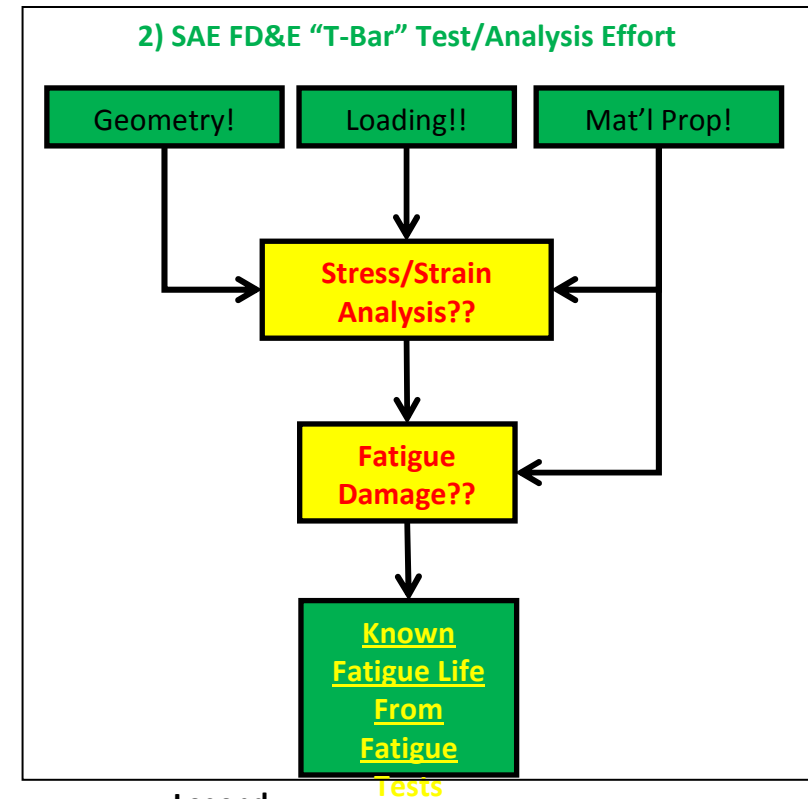 2) SAE FD&E “T-Bar” Test/Analysis Effort
Geometry!
Loading!!
Mat’l Prop!
Stress/Strain
Analysis??
Fatigue
Damage??
Known
Fatigue Life
From
Fatigue
Tests